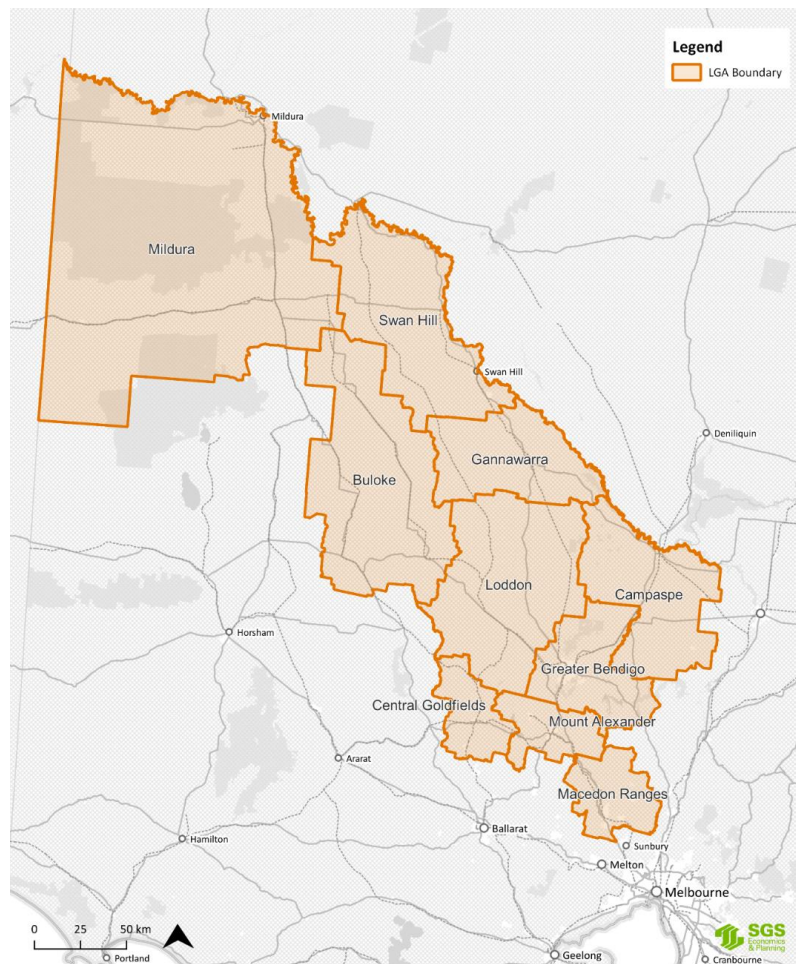 Legend
LGA Boundary
Mildura
Mildura
Swan Hill
Swan Hill
Deniliquin
Gannawarra
Buloke
Loddon
Campaspe
Horsham
Greater Bendigo
Central Goldfields
Mount Alexander
Ararat
Macedon Ranges
Ballarat
Hamilton
Sunbury
Melton
Melbourne
0 25 50 km
SGS
Economics
& Planning
Portland
Geelong
Cranbourne